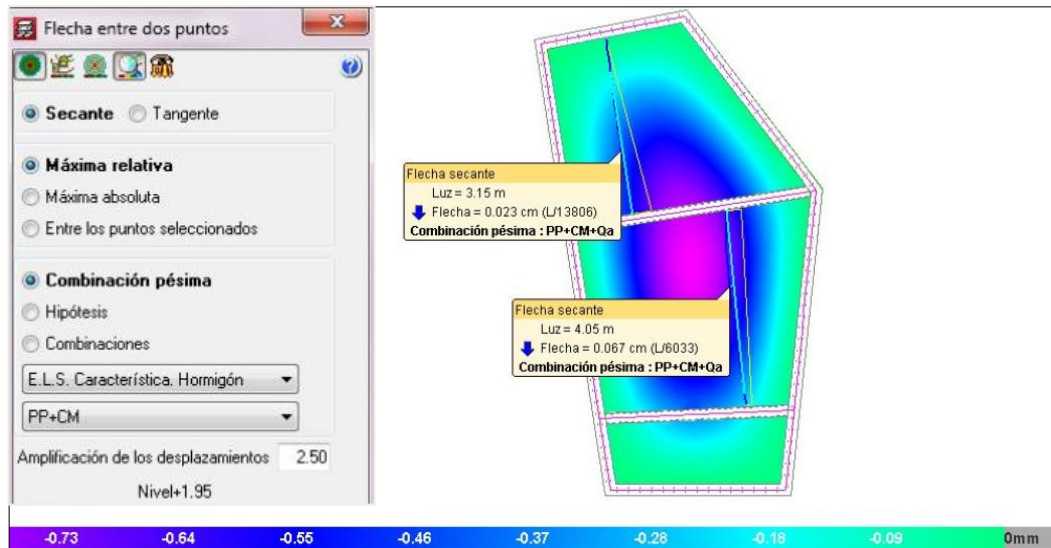 Flecha entre dos puntos
Secante Tangente
Máxima relativa
Máxima absoluta
Entre los puntos seleccionados
Combinación pésima
Hipótesis
Combinaciones
E.L.S. Característica. Hormigón
PP+CM
Amplificación de los desplazamientos 2.50
Nivel+1.95
Flecha secante
Luz = 3.15 m
Flecha = 0.023 cm (L/13806)
Combinación pésima : PP+CM+Qa
Flecha secante
Luz = 4.05 m
Flecha = 0.067 cm (L/6033)
Combinación pésima : PP+CM+Qa
-0.73 -0.64 -0.55 -0.46 -0.37 -0.28 -0.18 -0.09 0mm